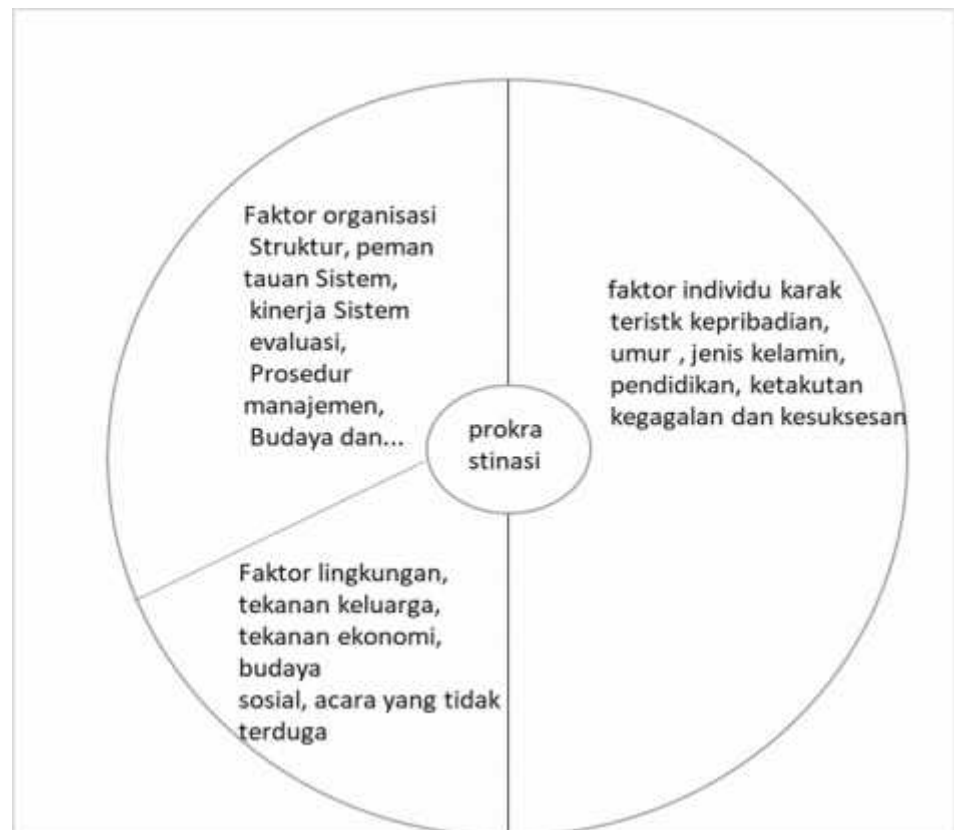 Faktor organisasi
Struktur, peman
tauan Sistem,
kinerja Sistem
evaluasi,
Prosedur
manajemen,
Budaya dan...
faktor individu karak
teristk kepribadian,
umur , jenis kelamin,
pendidikan, ketakutan
kegagalan dan kesuksesan
prokra
stinasi
Faktor lingkungan,
tekanan keluarga,
tekanan ekonomi,
budaya
sosial, acara yang tidak
terduga